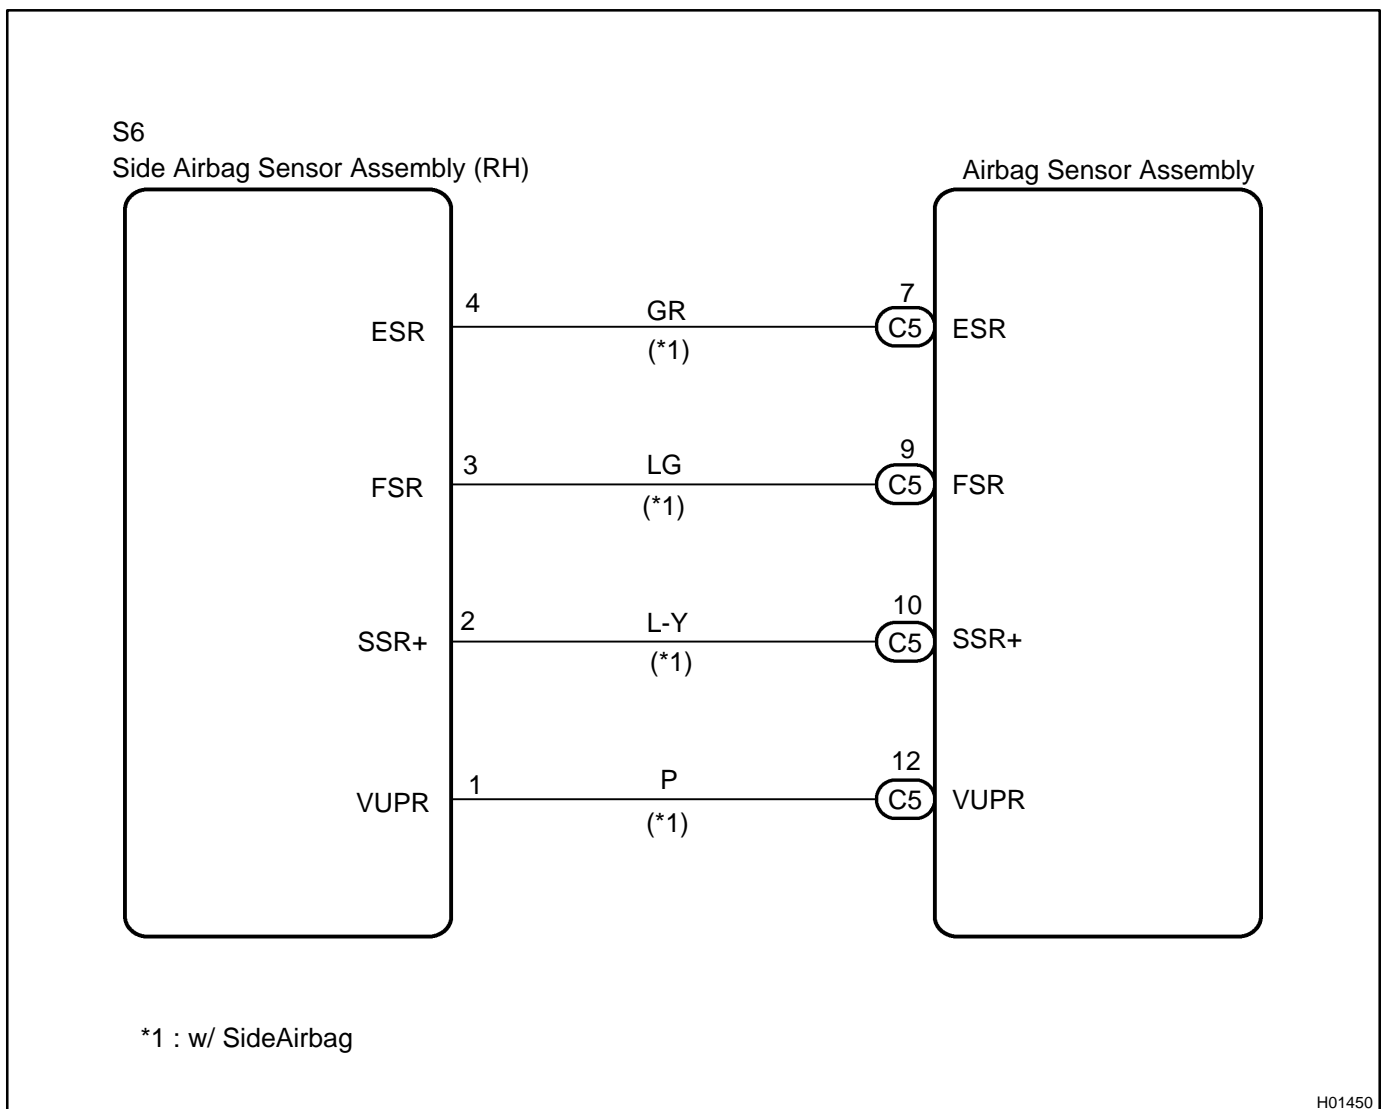 S6
Side Airbag Sensor Assembly (RH)
Airbag Sensor Assembly
ESR 4 GR (*1) 7 C5 ESR
FSR 3 LG (*1) 9 C5 FSR
SSR+ 2 L-Y (*1) 10 C5 SSR+
VUPR 1 P (*1) 12 C5 VUPR
*1 : w/ SideAirbag
H01450